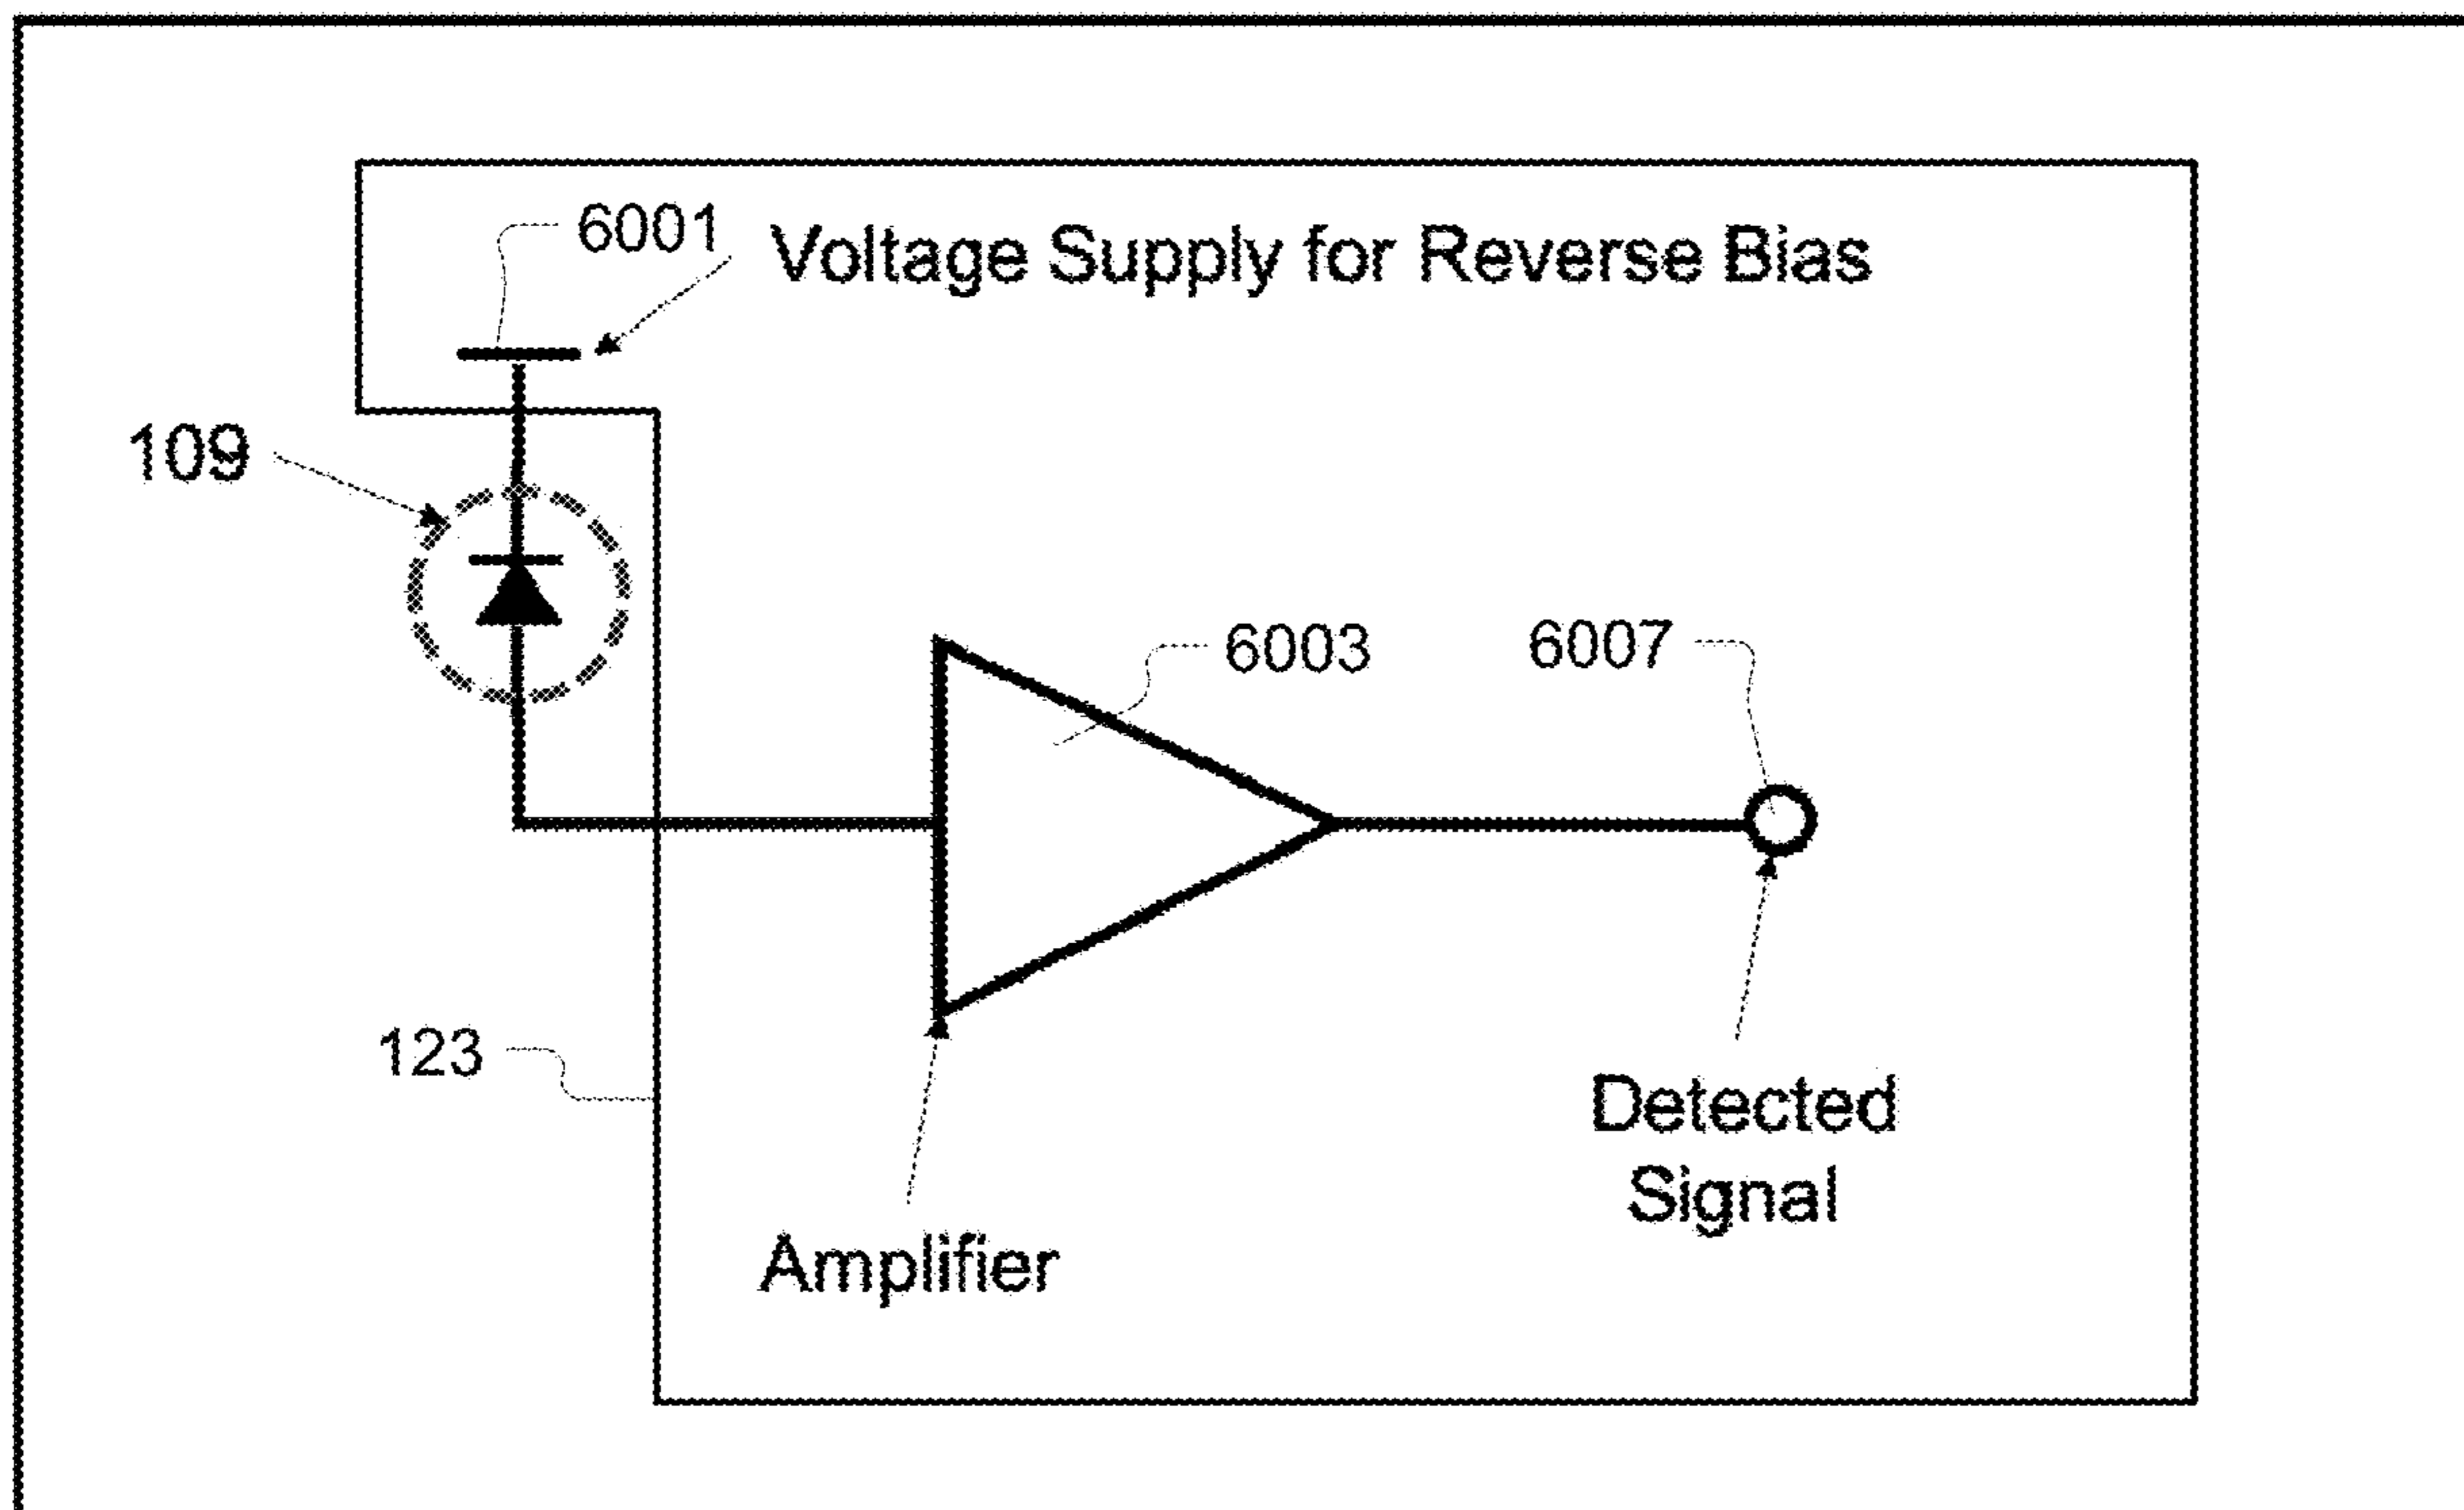 6001
Voltage Supply for Reverse Bias
109
6003
6007
123
Detected
Signal
Amplifier